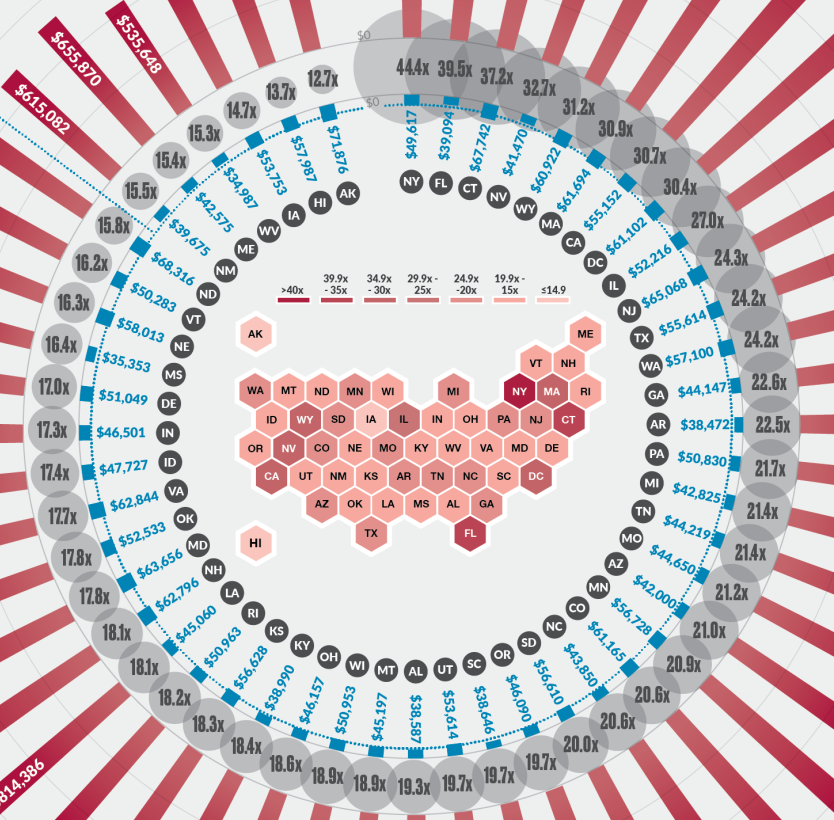 $615,082
$655,870
$535,648
814,386
$0
$0
44.4x
39.5x
37.2x
32.7x
31.2x
30.9x
30.7x
30.4x
27.0x
24.3x
24.2x
24.2x
22.6x
22.5x
21.7x
21.4x
21.4x
21.2x
21.0x
20.9x
20.6x
20.6x
20.0x
19.7x
19.7x
19.7x
19.3x
18.9x
18.9x
18.6x
18.4x
18.3x
18.2x
18.1x
18.1x
17.8x
17.8x
17.7x
17.4x
17.3x
17.0x
16.4x
16.3x
16.2x
15.8x
15.5x
15.4x
15.3x
14.7x
13.7x
12.7x
$49,617
$39,094
$67,742
$41,470
$60,922
$61,694
$55,152
$61,102
$52,216
$65,068
$55,614
$57,100
$44,147
$38,472
$50,830
$42,825
$44,219
$44,650
$42,000
$56,728
$61,165
$43,850
$56,610
$46,090
$38,646
$53,614
$38,587
$45,197
$50,953
$46,157
$38,990
$56,628
$50,963
$45,060
$62,796
$63,656
$52,533
$62,844
$47,727
$46,501
$51,049
$35,353
$58,013
$50,283
$68,316
$39,675
$42,575
$53,753
$57,987
$71,876
NY
FL
CT
NV
WY
MA
CA
DC
IL
NJ
TX
WA
GA
AR
PA
MI
TN
MO
AZ
MN
CO
NC
SD
OR
SC
UT
AL
MT
WI
OH
KY
KS
RI
LA
NH
MD
OK
VA
ID
IN
DE
MS
NE
VT
ND
NM
ME
WV
IA
HI
AK
>40x
39.9x - 35x
34.9x - 30x
29.9x - 25x
24.9x -20x
19.9x - 15x
≤14.9
AK ME
VT NH
WA MT ND MN WI MI NY MA RI
ID WY SD IA IL IN OH PA NJ CT
OR NV CO NE MO KY WV VA MD DE
CA UT NM KS AR TN NC SC DC
AZ OK LA MS AL GA
HI TX FL